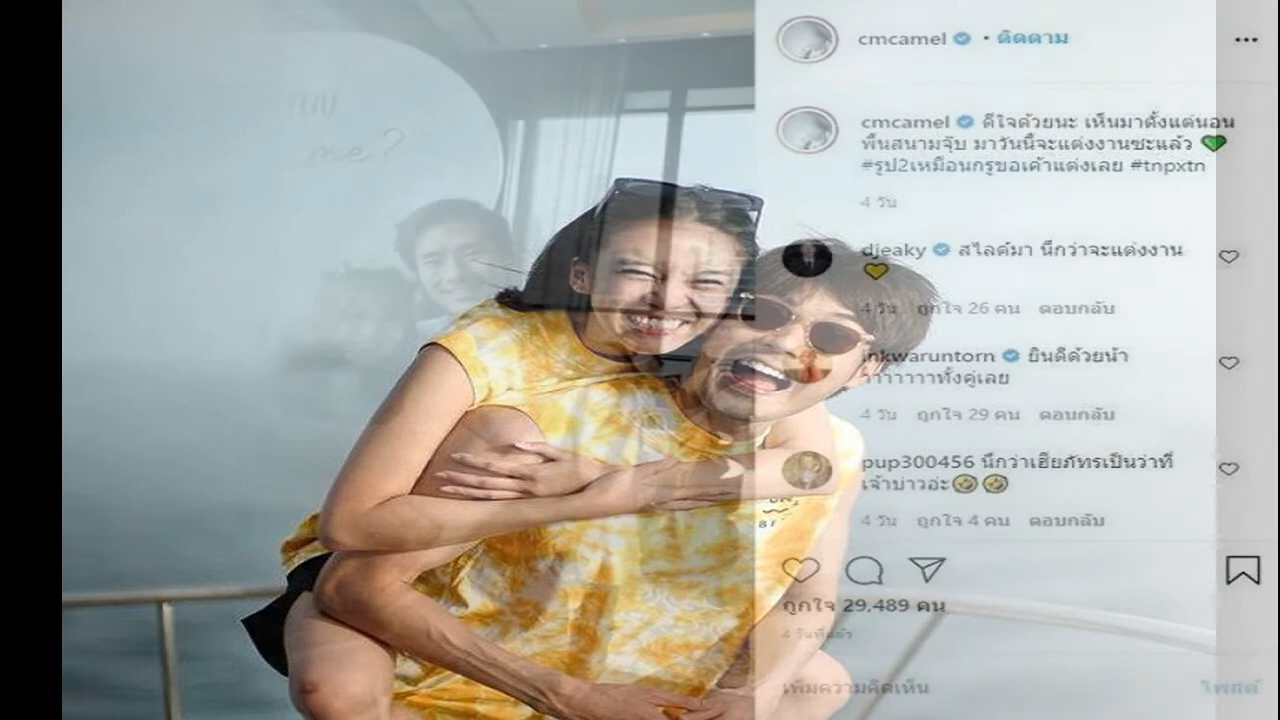 me?
cmcamel • ติดตาม
cmcamel ดีใจด้วยนะ เห็นมาตั้งแต่นอน
พื้นสนามจุ๊บ มาวันนี้จะแต่งงานซะแล้ว 💚
#รูป2เหมือนกรูขอเค้าแต่งเลย #tnpxtn
4 วัน
djeaky สไลด์มา นึกว่าจะแต่งงาน
💛
4 วัน ถูกใจ 26 คน ตอบกลับ
inkwaruntorn ยินดีด้วยน้า
าาาาาาาทั้งคู่เลย
4 วัน ถูกใจ 29 คน ตอบกลับ
pup300456 นึกว่าเฮียภัทรเป็นว่าที่
เจ้าบ่าวอ่ะ🤣🤣
4 วัน ถูกใจ 4 คน ตอบกลับ
ถูกใจ 29,489 คน
4 วันที่แล้ว
เพิ่มความคิดเห็น
โพสต์